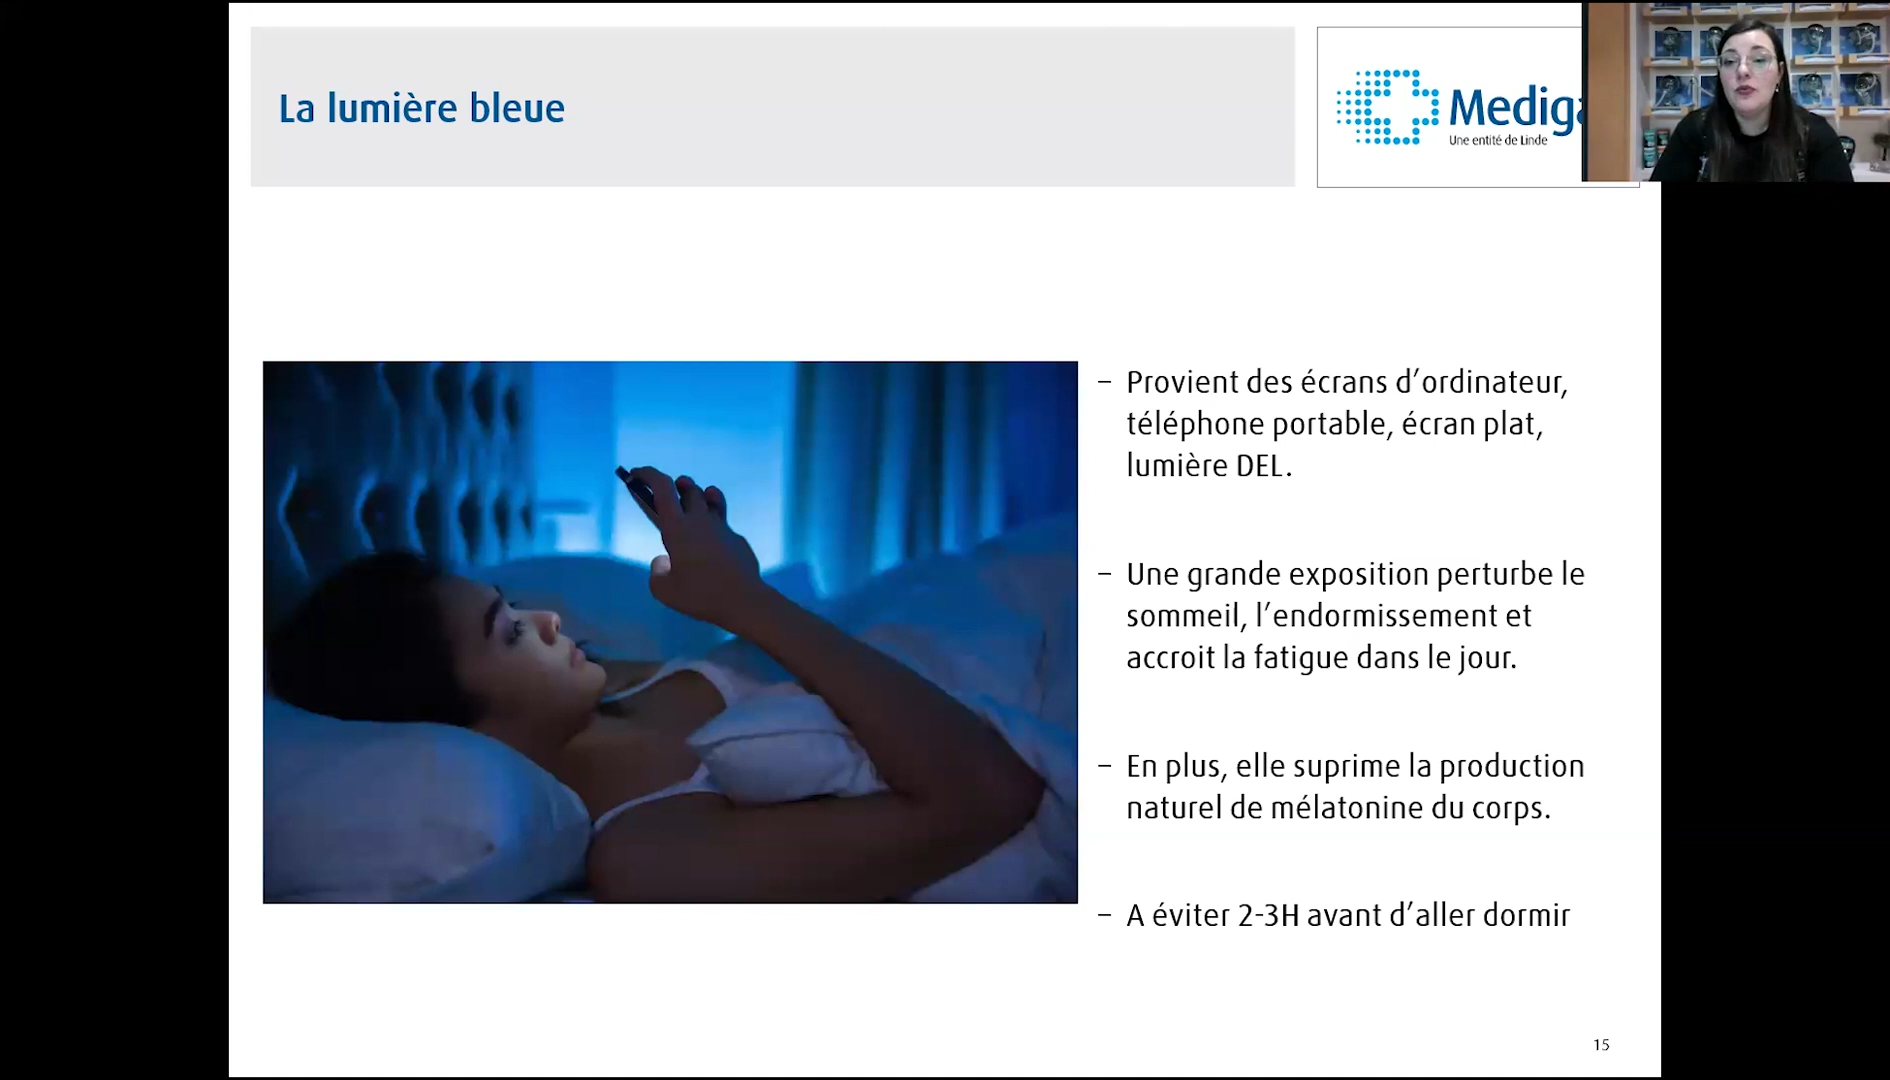 La lumière bleue
Une entité de Linde
– Provient des écrans d’ordinateur,
téléphone portable, écran plat,
lumière DEL.
– Une grande exposition perturbe le
sommeil, l’endormissement et
accroit la fatigue dans le jour.
– En plus, elle suprime la production
naturel de mélatonine du corps.
– A éviter 2-3H avant d’aller dormir
15